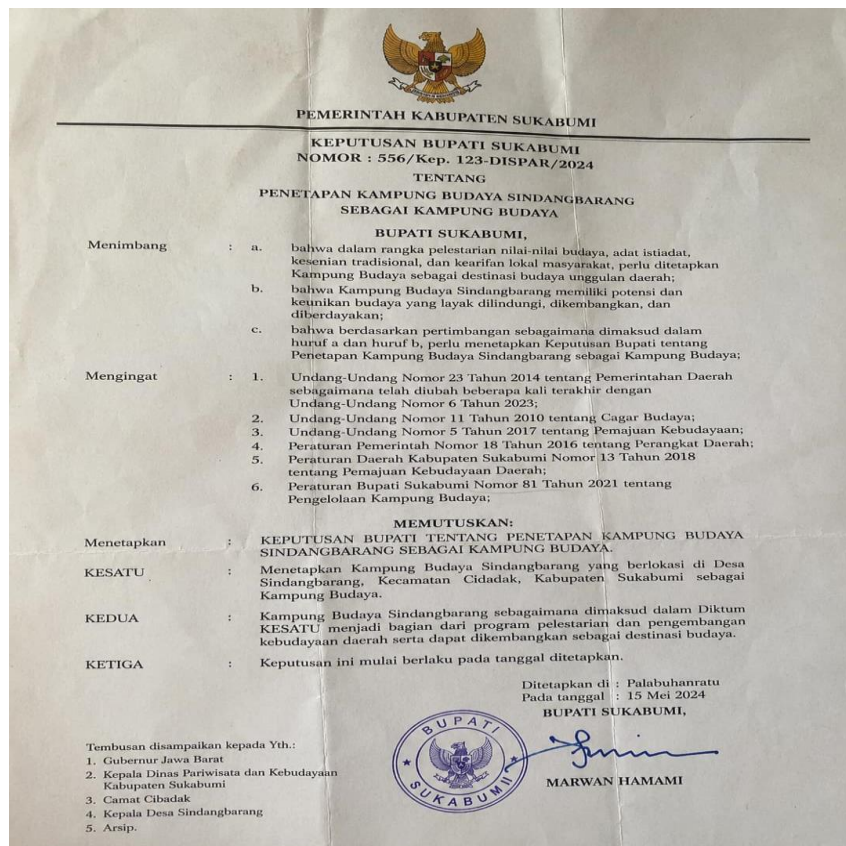 PEMERINTAH KABUPATEN SUKABUMI
KEPUTUSAN BUPATI SUKABUMI
NOMOR : 556/Kep. 123-DISPAR/2024
TENTANG
PENETAPAN KAMPUNG BUDAYA SINDANGBARANG
SEBAGAI KAMPUNG BUDAYA
BUPATI SUKABUMI,
Menimbang : a. bahwa dalam rangka pelestarian nilai-nilai budaya, adat istiadat,
kesenian tradisional, dan kearifan lokal masyarakat, perlu ditetapkan
Kampung Budaya sebagai destinasi budaya unggulan daerah;
b. bahwa Kampung Budaya Sindangbarang memiliki potensi dan
keunikan budaya yang layak dilindungi, dikembangkan, dan
diberdayakan;
c. bahwa berdasarkan pertimbangan sebagaimana dimaksud dalam
huruf a dan huruf b, perlu menetapkan Keputusan Bupati tentang
Penetapan Kampung Budaya Sindangbarang sebagai Kampung Budaya;
Mengingat : 1. Undang-Undang Nomor 23 Tahun 2014 tentang Pemerintahan Daerah
sebagaimana telah diubah beberapa kali terakhir dengan
Undang-Undang Nomor 6 Tahun 2023;
2. Undang-Undang Nomor 11 Tahun 2010 tentang Cagar Budaya;
3. Undang-Undang Nomor 5 Tahun 2017 tentang Pemajuan Kebudayaan;
4. Peraturan Pemerintah Nomor 18 Tahun 2016 tentang Perangkat Daerah;
5. Peraturan Daerah Kabupaten Sukabumi Nomor 13 Tahun 2018
tentang Pemajuan Kebudayaan Daerah;
6. Peraturan Bupati Sukabumi Nomor 81 Tahun 2021 tentang
Pengelolaan Kampung Budaya;
MEMUTUSKAN:
Menetapkan : KEPUTUSAN BUPATI TENTANG PENETAPAN KAMPUNG BUDAYA
SINDANGBARANG SEBAGAI KAMPUNG BUDAYA.
KESATU : Menetapkan Kampung Budaya Sindangbarang yang berlokasi di Desa
Sindangbarang, Kecamatan Cidadak, Kabupaten Sukabumi sebagai
Kampung Budaya.
KEDUA : Kampung Budaya Sindangbarang sebagaimana dimaksud dalam Diktum
KESATU menjadi bagian dari program pelestarian dan pengembangan
kebudayaan daerah serta dapat dikembangkan sebagai destinasi budaya.
KETIGA : Keputusan ini mulai berlaku pada tanggal ditetapkan.
Ditetapkan di : Palabuhanratu
Pada tanggal : 15 Mei 2024
BUPATI SUKABUMI,
BUPATI
SUKABUMI
MARWAN HAMAMI
Tembusan disampaikan kepada Yth.:
1. Gubernur Jawa Barat
2. Kepala Dinas Pariwisata dan Kebudayaan
Kabupaten Sukabumi
3. Camat Cibadak
4. Kepala Desa Sindangbarang
5. Arsip.